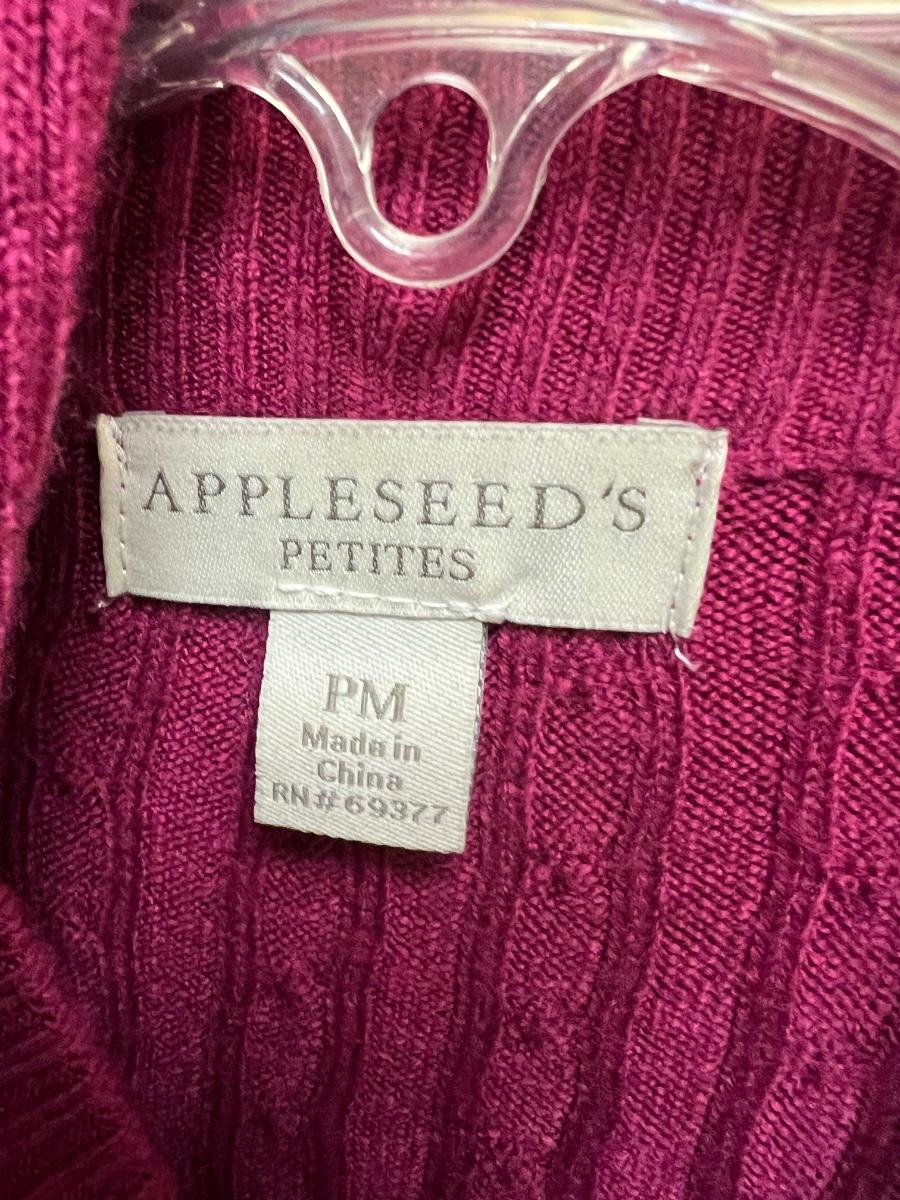 APPLESEED'S
PETITES
PM
Made in
China
RN#69377